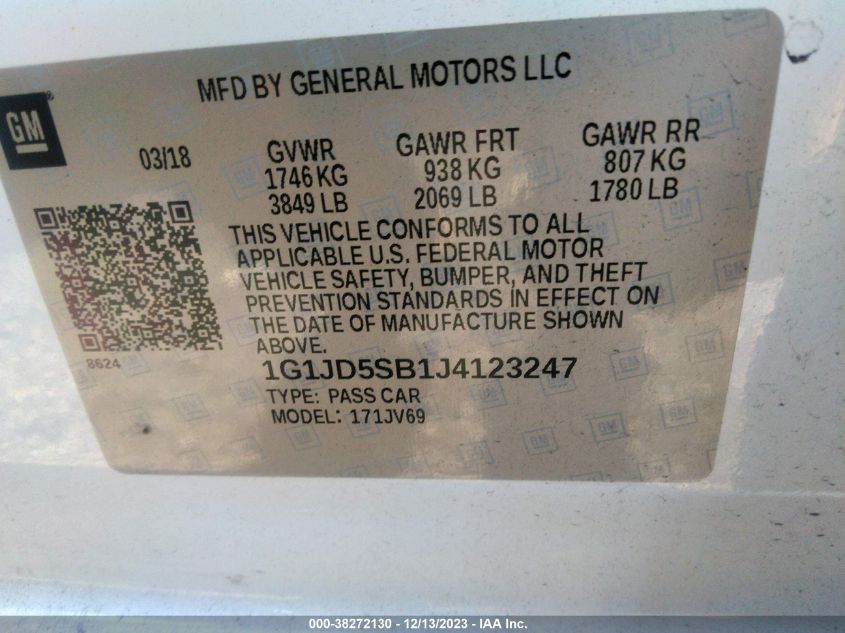 MFD BY GENERAL MOTORS LLC
GM ®
03/18 GVWR GAWR FRT GAWR RR
1746 KG 938 KG 807 KG
3849 LB 2069 LB 1780 LB
THIS VEHICLE CONFORMS TO ALL
APPLICABLE U.S. FEDERAL MOTOR
VEHICLE SAFETY, BUMPER, AND THEFT
PREVENTION STANDARDS IN EFFECT ON
THE DATE OF MANUFACTURE SHOWN
ABOVE.
8624
1G1JD5SB1J4123247
TYPE: PASS CAR
MODEL: 171JV69
000-38272130 - 12/13/2023 - IAA Inc.